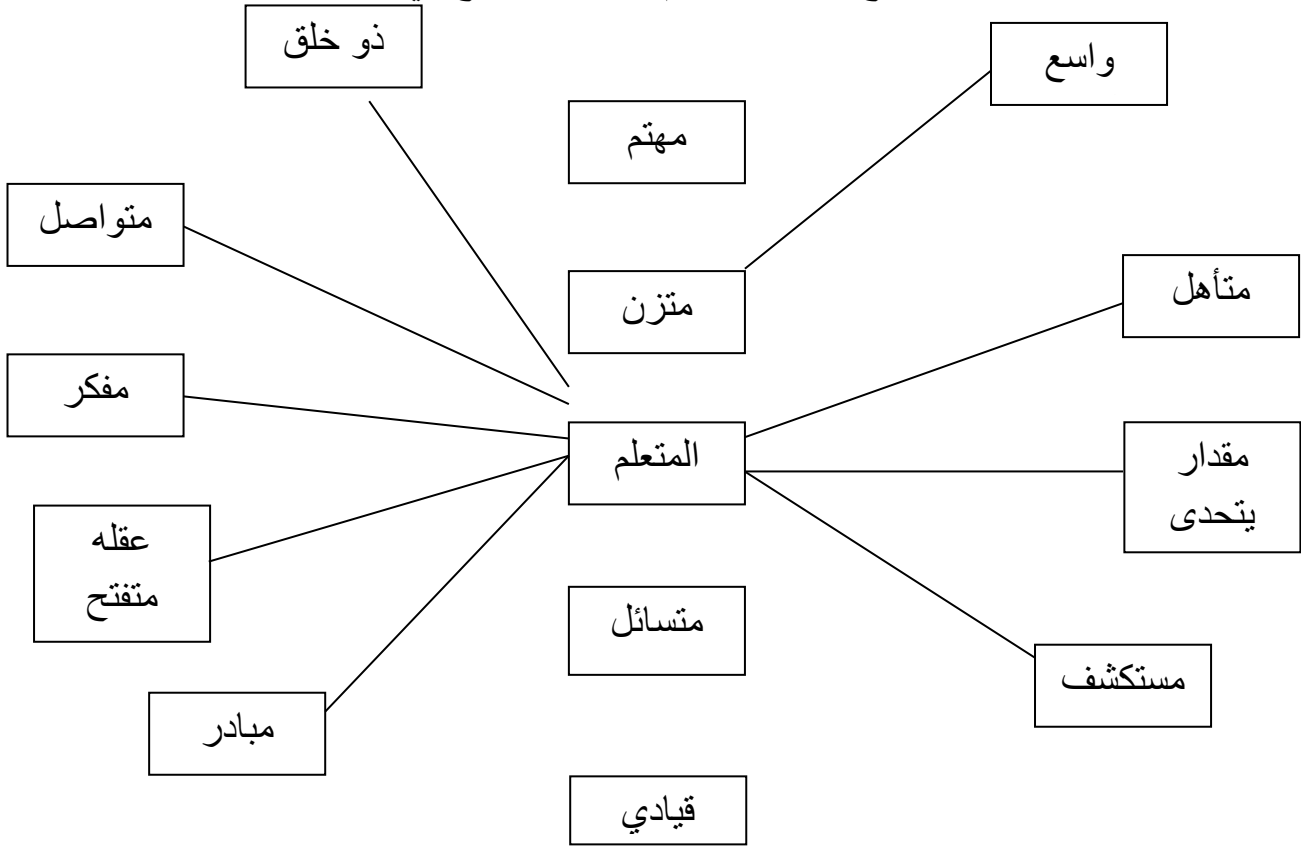 ذو خلق
واسع
مهتم
متواصل
متأهل
متزن
مفكر
المتعلم
مقدار
يتحدى
عقله
متفتح
متسائل
مستكشف
مبادر
قيادي